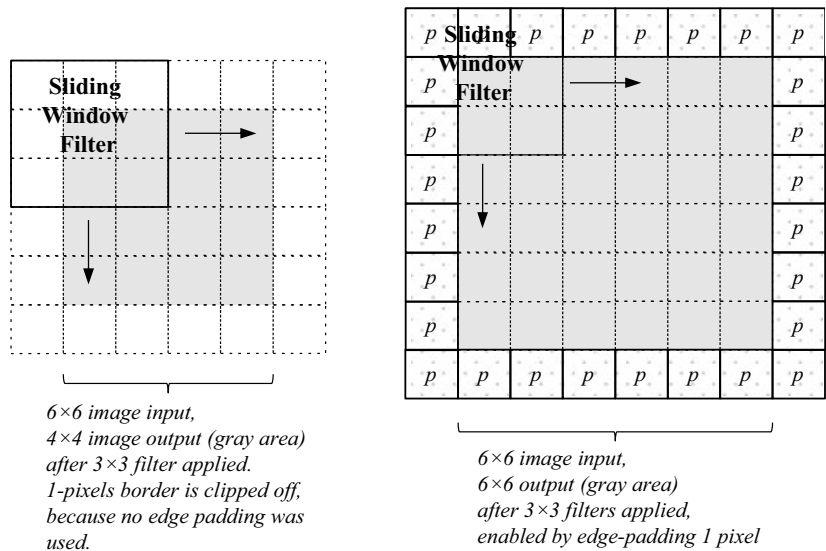 Sliding
Window
Filter
6×6 image input,
4×4 image output (gray area)
after 3×3 filter applied.
1-pixels border is clipped off,
because no edge padding was
used.
p p p p p p p p
Sliding
Window
Filter
p p
p p
p p
p p
p p
p p
p p p p p p p p
6×6 image input,
6×6 output (gray area)
after 3×3 filters applied,
enabled by edge-padding 1 pixel